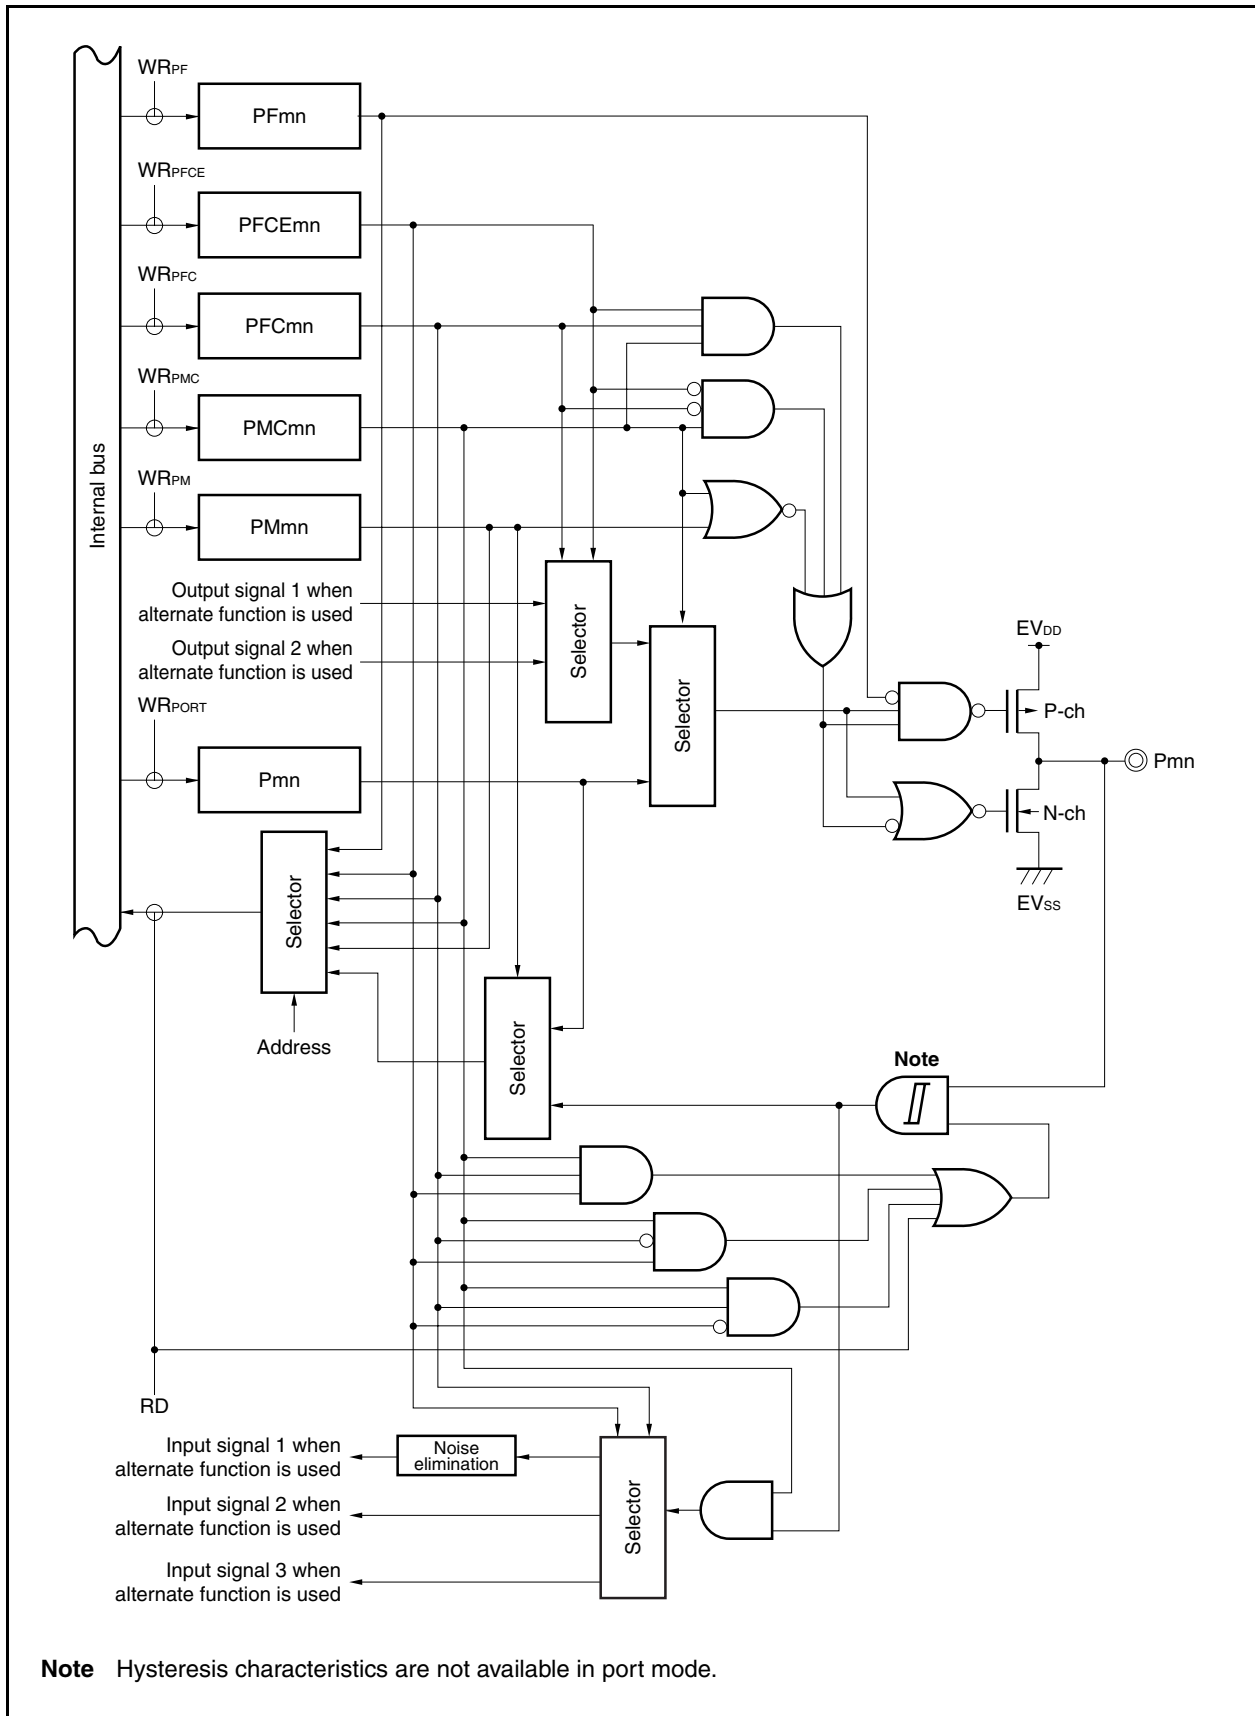 WRPF
PFmn
WRPFCE
PFCEmn
WRPFC
PFCmn
WRPMC
PMCmn
Internal bus
WRPM
PMmn
Output signal 1 when
alternate function is used
Output signal 2 when
alternate function is used
Selector
Selector
EVDD
P-ch
WRPORT
Pmn
Pmn
N-ch
EVSS
Selector
Address
Selector
Note
RD
Input signal 1 when
alternate function is used
Noise
elimination
Input signal 2 when
alternate function is used
Selector
Input signal 3 when
alternate function is used
Note Hysteresis characteristics are not available in port mode.